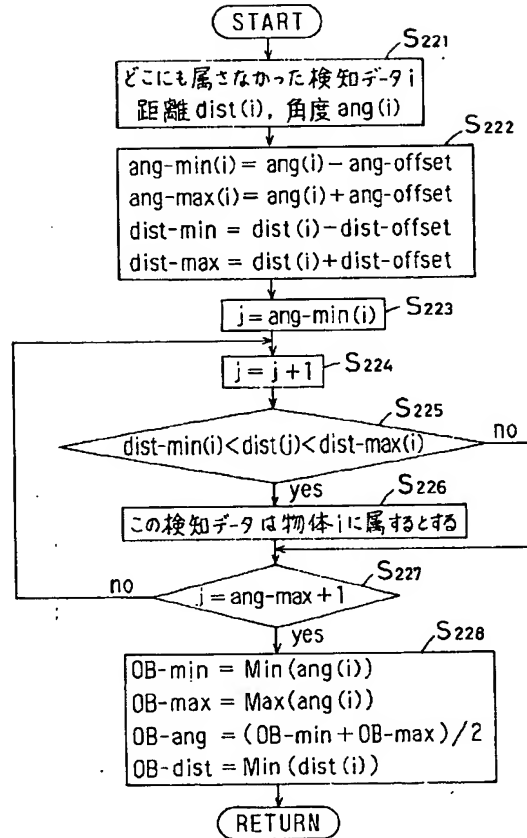 START
S221
どこにも属さなかった検知データi
距離dist(i), 角度ang(i)
S222
ang-min(i)= ang(i)-ang-offset
ang-max(i)= ang(i)+ang-offset
dist-min = dist(i)-dist-offset
dist-max = dist(i)+dist-offset
S223
j=ang-min(i)
S224
j=j+1
S225
dist-min(i)<dist(j)<dist-max(i)
no
yes
S226
この検知データは物体iに属するとする
S227
no
j=ang-max+1
yes
S228
OB-min = Min(ang(i))
OB-max = Max(ang(i))
OB-ang = (OB-min+OB-max)/2
OB-dist = Min(dist(i))
RETURN